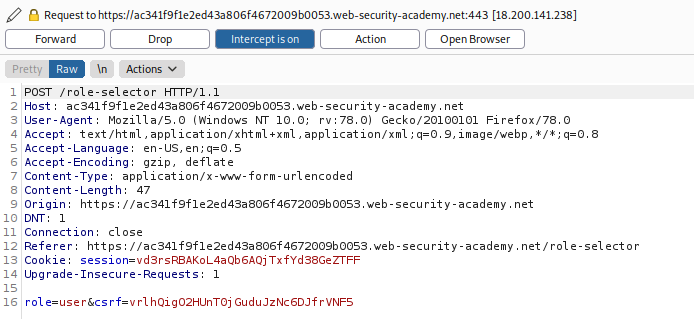 Request to https://ac341f9f1e2ed43a806f4672009b0053.web-security-academy.net:443 [18.200.141.238]
Forward Drop Intercept is on Action Open Browser
Pretty Raw \n Actions
1 POST /role-selector HTTP/1.1
2 Host: ac341f9f1e2ed43a806f4672009b0053.web-security-academy.net
3 User-Agent: Mozilla/5.0 (Windows NT 10.0; rv:78.0) Gecko/20100101 Firefox/78.0
4 Accept: text/html,application/xhtml+xml,application/xml;q=0.9,image/webp,*/*;q=0.8
5 Accept-Language: en-US,en;q=0.5
6 Accept-Encoding: gzip, deflate
7 Content-Type: application/x-www-form-urlencoded
8 Content-Length: 47
9 Origin: https://ac341f9f1e2ed43a806f4672009b0053.web-security-academy.net
10 DNT: 1
11 Connection: close
12 Referer: https://ac341f9f1e2ed43a806f4672009b0053.web-security-academy.net/role-selector
13 Cookie: session=vd3rsRBAKoL4aQb6AQjTxfYd38GeZTFF
14 Upgrade-Insecure-Requests: 1
15
16 role=user&csrf=vrlhQigO2HUnT0jGuduJzNc6DJfrVNF5